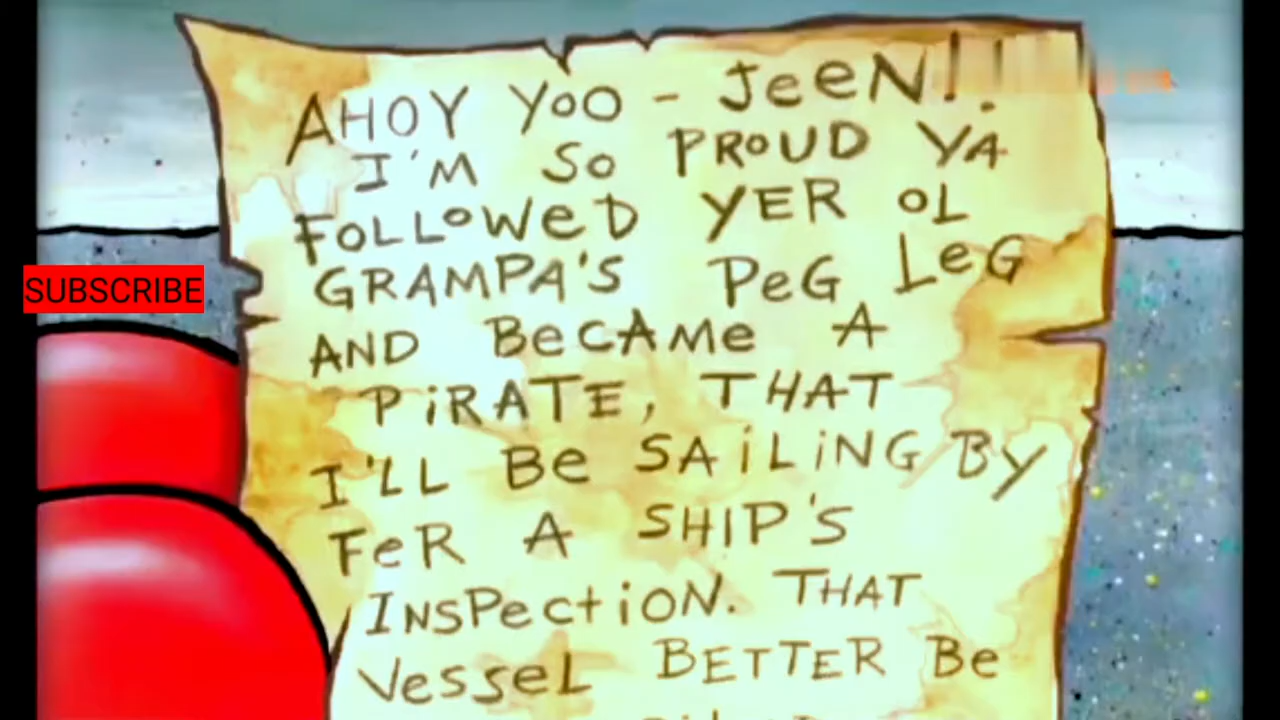 AHOY YOO - JEEN!!
I'M SO PROUD YA
FOLLOWED YER OL
GRAMPA'S PEG LEG
AND BECAME A
PIRATE, THAT
I'LL BE SAILING BY
FER A SHIP'S
INSPECTION. THAT
VESSEL BETTER BE
SUBSCRIBE